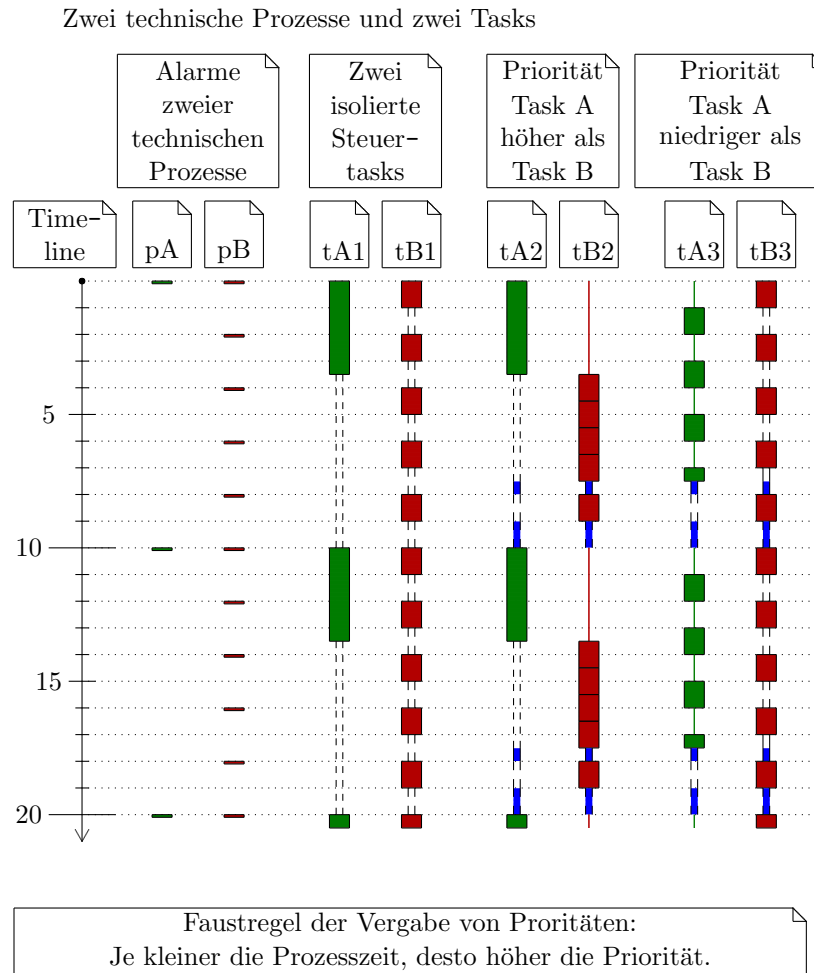 Zwei technische Prozesse und zwei Tasks
Alarme
zweier
technischen
Prozesse
Zwei
isolierte
Steuer-
tasks
Priorität
Task A
höher als
Task B
Priorität
Task A
niedriger als
Task B
Time-
line
pA
pB
tA1
tB1
tA2
tB2
tA3
tB3
5
10
15
20
Faustregel der Vergabe von Proritäten:
Je kleiner die Prozesszeit, desto höher die Priorität.